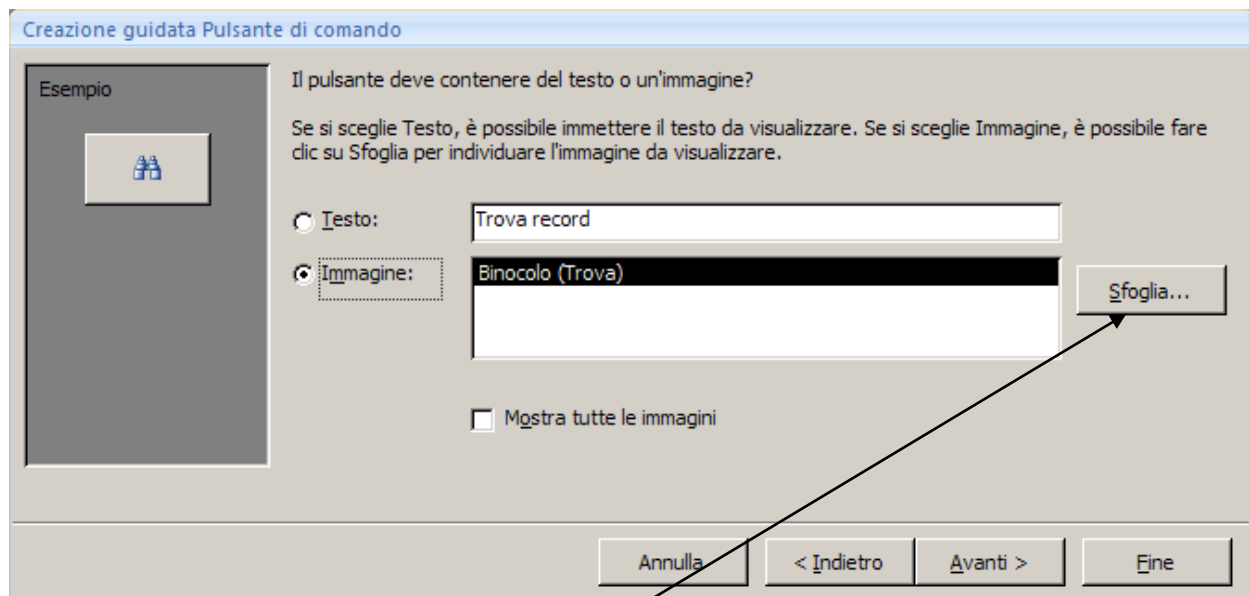 Creazione guidata Pulsante di comando
Esempio
Il pulsante deve contenere del testo o un'immagine?
Se si sceglie Testo, è possibile immettere il testo da visualizzare. Se si sceglie Immagine, è possibile fare
clic su Sfoglia per individuare l'immagine da visualizzare.
Testo: Trova record
Immagine: Binocolo (Trova)
Sfoglia...
Mostra tutte le immagini
Annulla < Indietro Avanti > Fine